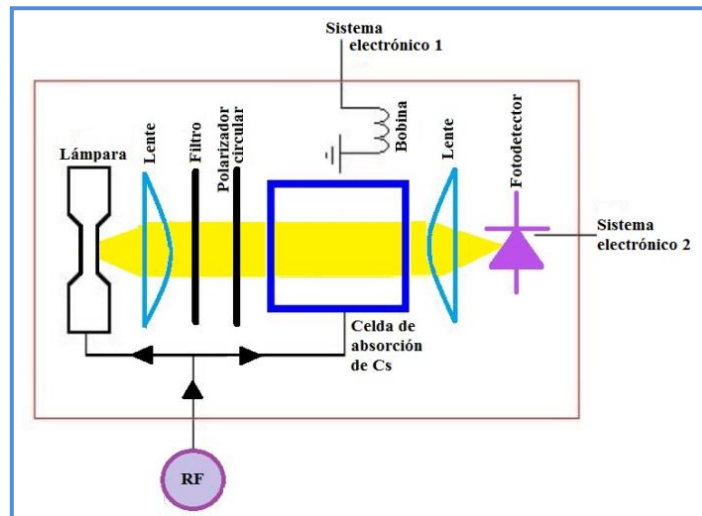 Sistema
electrónico 1
Lámpara
Lente
Filtro
Polarizador
circular
Bobina
Lente
Fotodetector
Sistema
electrónico 2
Celda de
absorción
de Cs
RF